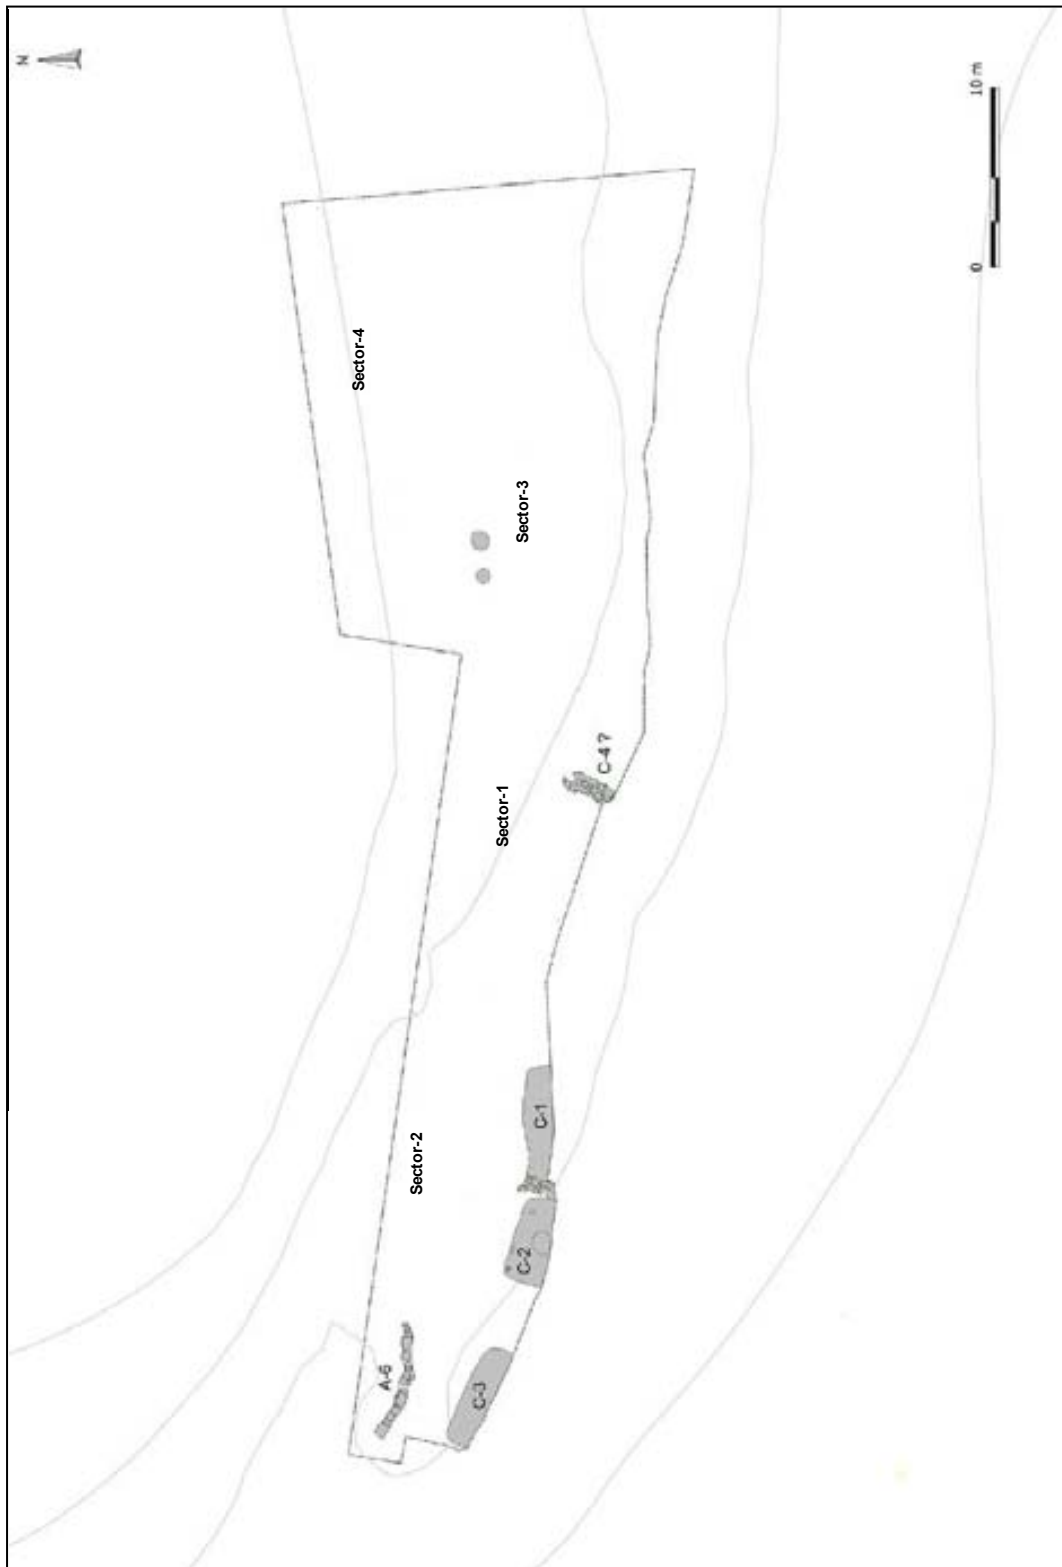 N
Sector-4
Sector-3
Sector-1
Sector-2
A-6
C-3
C-2
C-1
C-4 ?
0
10 m